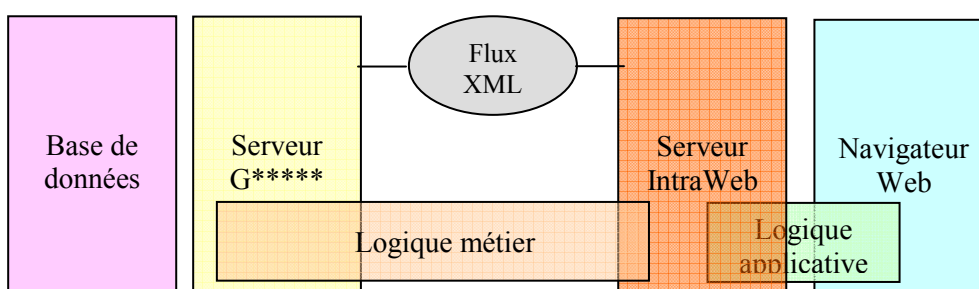 Flux
XML
Base de
données
Serveur
G*****
Serveur
IntraWeb
Navigateur
Web
Logique métier
Logique
applicative